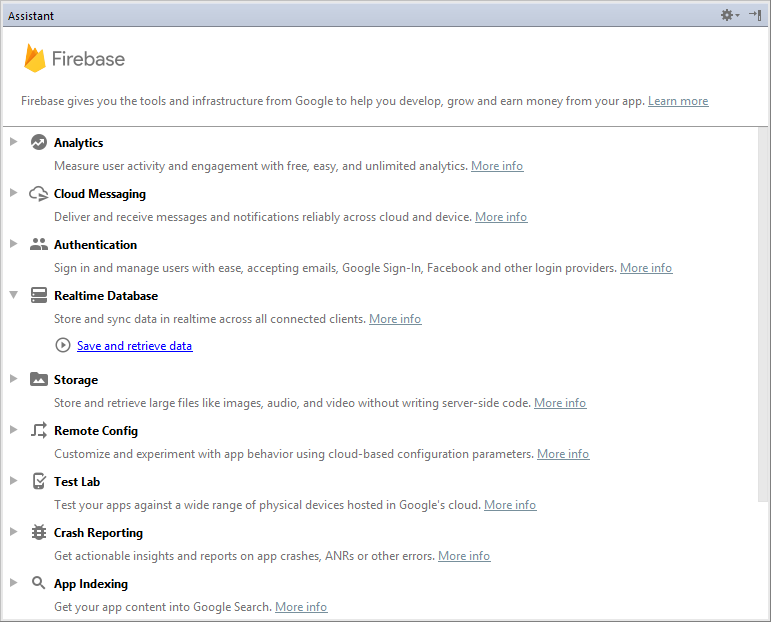 Assistant
Firebase
Firebase gives you the tools and infrastructure from Google to help you develop, grow and earn money from your app. Learn more
Analytics
Measure user activity and engagement with free, easy, and unlimited analytics. More info
Cloud Messaging
Deliver and receive messages and notifications reliably across cloud and device. More info
Authentication
Sign in and manage users with ease, accepting emails, Google Sign-In, Facebook and other login providers. More info
Realtime Database
Store and sync data in realtime across all connected clients. More info
Save and retrieve data
Storage
Store and retrieve large files like images, audio, and video without writing server-side code. More info
Remote Config
Customize and experiment with app behavior using cloud-based configuration parameters. More info
Test Lab
Test your apps against a wide range of physical devices hosted in Google's cloud. More info
Crash Reporting
Get actionable insights and reports on app crashes, ANRs or other errors. More info
App Indexing
Get your app content into Google Search. More info